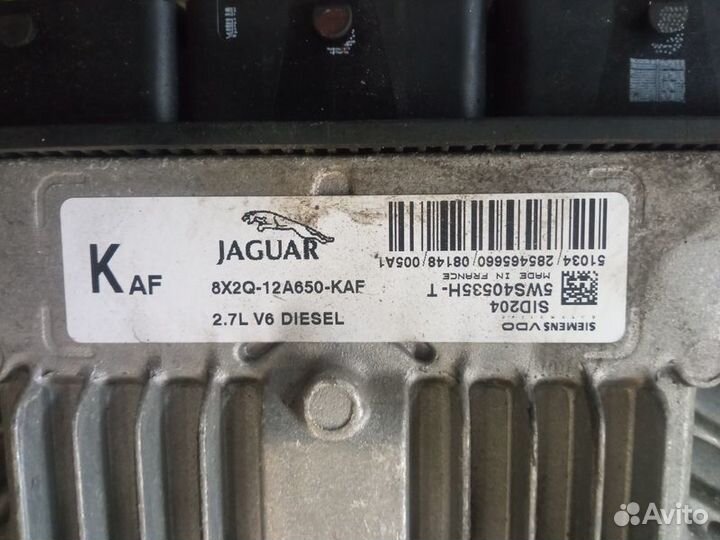 K AF
JAGUAR
8X2Q-12A650-KAF
2.7L V6 DIESEL
51034/285465660/08148/005A1
MADE IN FRANCE
5WS40535H-T
SID204
SIEMENS VDO
Avito